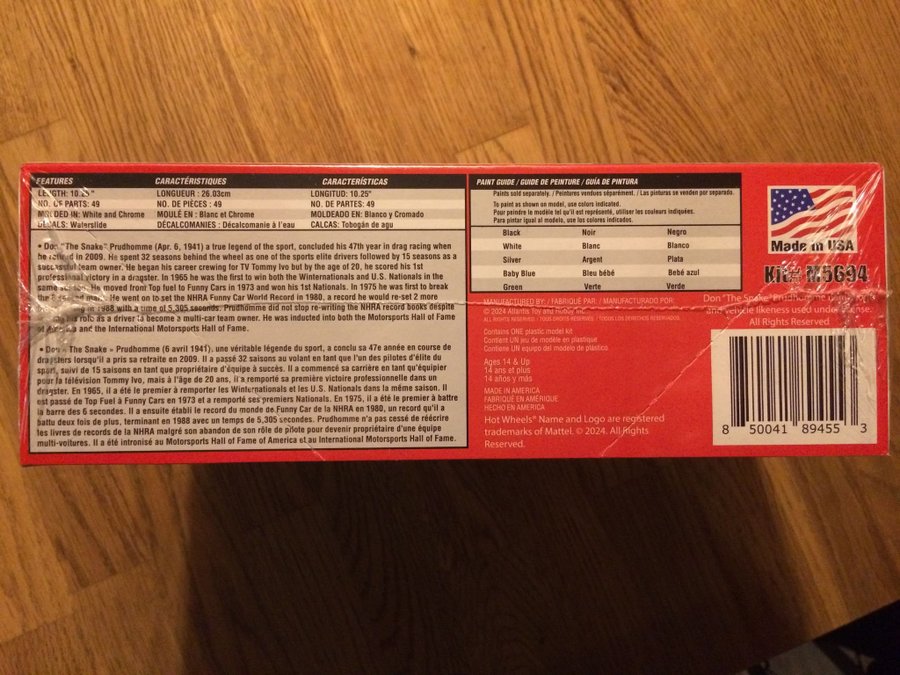 FEATURES CARACTÉRISTIQUES CARACTERÍSTICAS
LENGTH: 10.25" LONGUEUR : 26.03cm LONGITUD: 10.25"
NO. OF PARTS: 49 NO. DE PIÈCES : 49 NO. DE PARTES: 49
MOLDED IN: White and Chrome MOULÉ EN : Blanc et Chrome MOLDEADO EN: Blanco y Cromado
DECALS: Waterslide DÉCALCOMANIES : Décalcomanie à l'eau CALCAS: Tobogán de agu
• Don "The Snake" Prudhomme (Apr. 6, 1941) a true legend of the sport, concluded his 47th year in drag racing when
he retired in 2009. He spent 32 seasons behind the wheel as one of the sports elite drivers followed by 15 seasons as a
successful team owner. He began his career crewing for TV Tommy Ivo but by the age of 20, he scored his 1st
professional victory in a dragster. In 1965 he was the first to win both the Winternationals and U.S. Nationals in the
same season. He moved from Top fuel to Funny Cars in 1973 and won his 1st Nationals. In 1975 he was first to break
the 6 second mark. He went on to set the NHRA Funny Car World Record in 1980, a record he would re-set 2 more
in 1988 with a time of 5,305 seconds. Prudhomme did not stop re-writing the NHRA record books despite
his role as a driver to become a multi-car team owner. He was inducted into both the Motorsports Hall of Fame
of America and the International Motorsports Hall of Fame.
• Don « The Snake » Prudhomme (6 avril 1941), une véritable légende du sport, a conclu sa 47e année en course de
dragsters lorsqu'il a pris sa retraite en 2009. Il a passé 32 saisons au volant en tant que l'un des pilotes d'élite du
sport, suivi de 15 saisons en tant que propriétaire d'équipe à succès. Il a commencé sa carrière en tant qu'équipier
pour la télévision Tommy Ivo, mais à l'âge de 20 ans, il a remporté sa première victoire professionnelle dans un
dragster. En 1965, il a été le premier à remporter les Winternationals et les U.S. Nationals dans la même saison. Il
est passé de Top Fuel à Funny Cars en 1973 et a remporté ses premiers Nationals. En 1975, il a été le premier à battre
la barre des 6 secondes. Il a ensuite établi le record du monde de Funny Car de la NHRA en 1980, un record qu'il a
battu deux fois de plus, terminant en 1988 avec un temps de 5,305 secondes. Prudhomme n'a pas cessé de réécrire
les livres de records de la NHRA malgré son abandon de son rôle de pilote pour devenir propriétaire d'une équipe
multi-voitures. Il a été intronisé au Motorsports Hall of Fame of America et au International Motorsports Hall of Fame.
PAINT GUIDE / GUIDE DE PEINTURE / GUÍA DE PINTURA
Paints sold separately. / Peintures vendues séparément. / Las pinturas se venden por separado.
To paint as shown on model, use colors indicated.
Pour peindre le modèle tel qu'il est représenté, utiliser les couleurs indiquées.
Para pintar igual al modelo, use los colores indicados.
Black Noir Negro
White Blanc Blanco
Silver Argent Plata
Baby Blue Bleu bébé Bebé azul
Green Verte Verde
MANUFACTURED BY: / FABRIQUÉ PAR: / MANUFACTURADO POR:
© 2024 Atlantis Toy and Hobby Inc.
ALL RIGHTS RESERVED / TOUS DROITS RÉSERVÉS / TODOS LOS DERECHOS RESERVADOS.
Contains ONE plastic model kit
Contient UN jeu de modèle en plastique
Contient UN equipo del modelo de plástico
Ages 14 & Up
14 ans et plus
14 años y más
MADE IN AMERICA
FABRIQUÉ EN AMÉRIQUE
HECHO EN AMERICA
Hot Wheels® Name and Logo are registered
trademarks of Mattel. © 2024. All Rights
Reserved.
Made in USA
Kit# M5694
Don "The Snake" Prudhomme
and vehicle likeness used under license.
All Rights Reserved
8 50041 89455 3